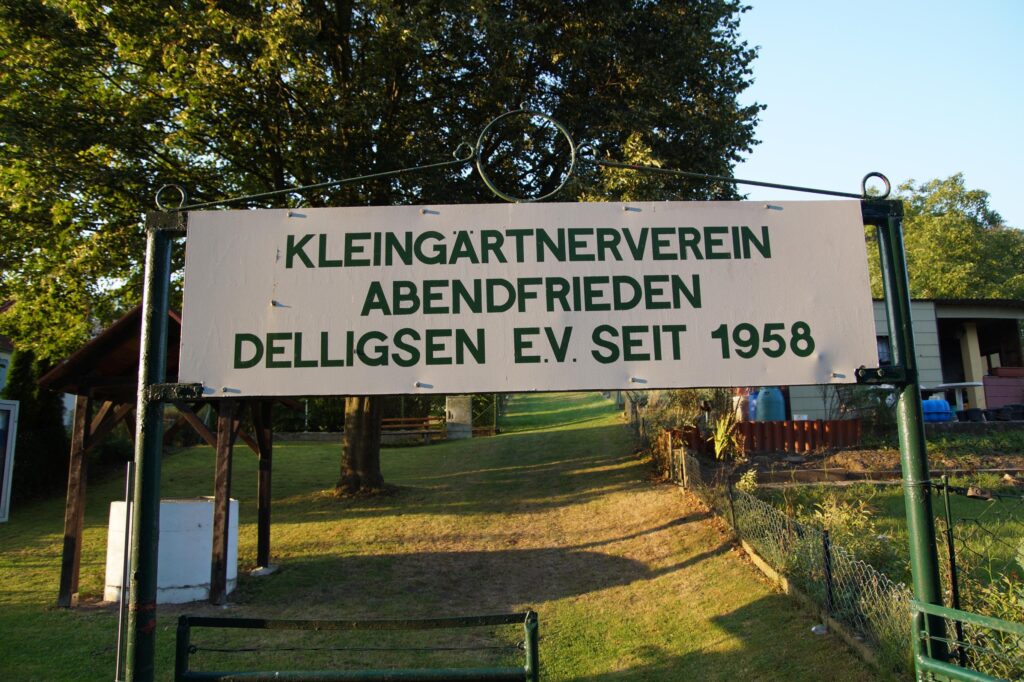 KLEINGÄRTNERVEREIN
ABENDFRIEDEN
DELLIGSEN E.V. SEIT 1958